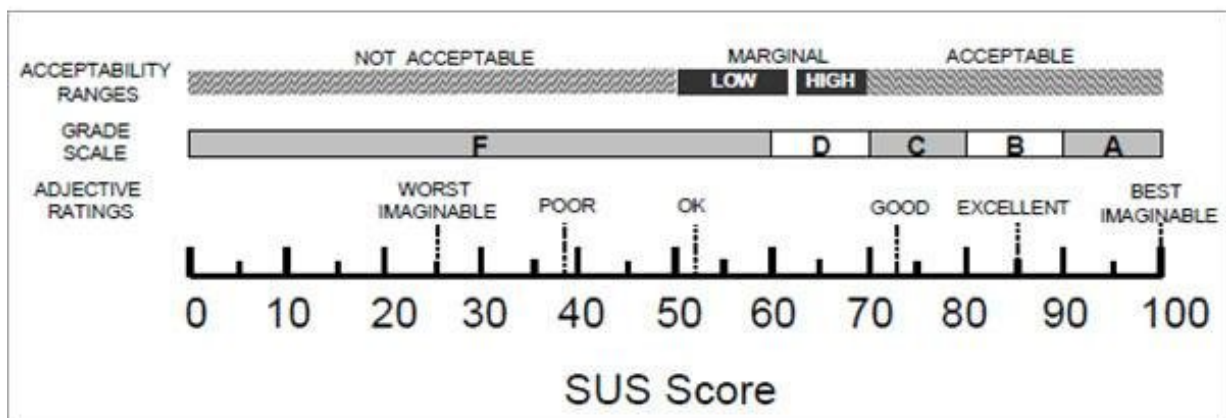 NOT ACCEPTABLE MARGINAL ACCEPTABLE
ACCEPTABILITY
RANGES
LOW HIGH
GRADE
SCALE
F D C B A
ADJECTIVE
RATINGS
WORST
IMAGINABLE
POOR
OK
GOOD
EXCELLENT
BEST
IMAGINABLE
0 10 20 30 40 50 60 70 80 90 100
SUS Score